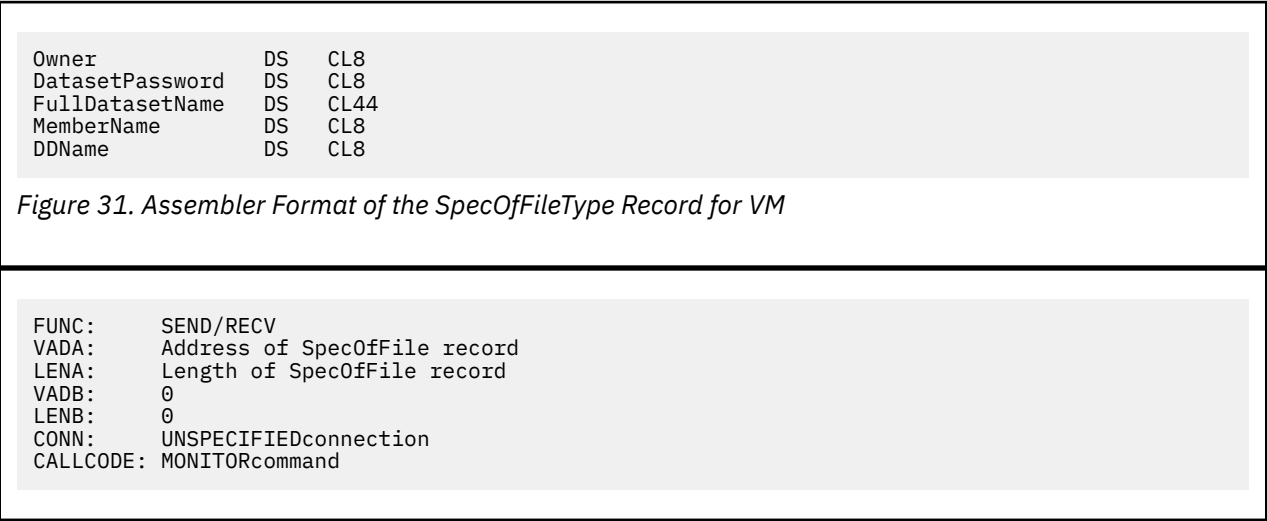 Owner             DS   CL8
DatasetPassword   DS   CL8
FullDatasetName   DS   CL44
MemberName        DS   CL8
DDName            DS   CL8
Figure 31. Assembler Format of the SpecOfFileType Record for VM
FUNC:     SEND/RECV
VADA:     Address of SpecOfFile record
LENA:     Length of SpecOfFile record
VADB:     0
LENB:     0
CONN:     UNSPECIFIEDconnection
CALLCODE: MONITORcommand